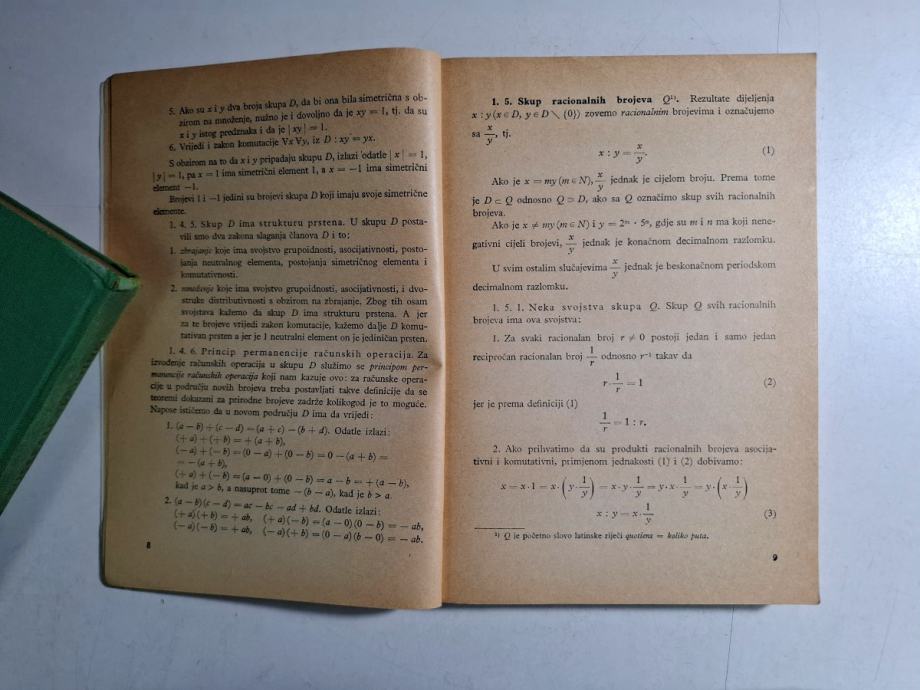 5. Ako su x i y dva broja skupa D, da bi ona bila simetrična s ob-
zirom na množenje, nužno je i dovoljno da je xy = 1, tj. da su
x i y istog predznaka i da je | xy | = 1.
6. Vrijedi i zakon komutacije ∀x ∀y, iz D : xy = yx.
S obzirom na to da x i y pripadaju skupu D, izlazi odatle | x | = 1,
| y | = 1, pa x = 1 ima simetrični element 1, a x = −1 ima simetrični
element −1.
Brojevi 1 i −1 jedini su brojevi skupa D koji imaju svoje simetrične
elemente.
1. 4. 5. Skup D ima strukturu prstena. U skupu D posta-
vili smo dva zakona slaganja članova D i to:
1. zbrajanje koje ima svojstvo grupoidnosti, asocijativnosti, posto-
janja neutralnog elementa, postojanja simetričnog elementa i
komutativnosti.
2. množenje koje ima svojstvo grupoidnosti, asocijativnosti, i dvo-
struke distributivnosti s obzirom na zbrajanje. Zbog tih osam
svojstava kažemo da skup D ima strukturu prstena. A jer
za te brojeve vrijedi zakon komutacije, kažemo dalje D komu-
tativan prsten a jer je 1 neutralni element on je jediničan prsten.
1. 4. 6. Princip permanencije računskih operacija. Za
izvođenje računskih operacija u skupu D služimo se principom per-
manencije računskih operacija koji nam kazuje ovo: za računske opera-
cije u području novih brojeva treba postavljati takve definicije da se
teoremi dokazani za prirodne brojeve zadrže kolikogod je to moguće.
Napose ističemo da u novom području D ima da vrijedi:
1. (a − b) + (c − d) = (a + c) − (b + d). Odatle izlazi:
(+ a) + (+ b) = + (a + b),
(− a) + (− b) = (0 − a) + (0 − b) = 0 − (a + b) =
= − (a + b),
(+ a) + (− b) = (a − 0) + (0 − b) = a − b = + (a − b),
kad je a > b, a nasuprot tome − (b − a), kad je b > a.
2. (a − b)(c − d) = ac − bc − ad + bd. Odatle izlazi:
(+ a)(+ b) = + ab, (+ a)(− b) = (a − 0)(0 − b) = − ab,
(− a)(− b) = + ab, (− a)(+ b) = (0 − a)(b − 0) = − ab.
8
1. 5. Skup racionalnih brojeva Q¹⁾. Rezultate dijeljenja
x : y (x ∈ D, y ∈ D ∖ {0}) zovemo racionalnim brojevima i označujemo
sa x/y, tj.
x : y = x/y. (1)
Ako je x = my (m ∈ N), x/y jednak je cijelom broju. Prema tome
je D ⊂ Q odnosno Q ⊃ D, ako sa Q označimo skup svih racionalnih
brojeva.
Ako je x ≠ my (m ∈ N) i y = 2ᵐ · 5ⁿ, gdje su m i n ma koji nene-
gativni cijeli brojevi, x/y jednak je konačnom decimalnom razlomku.
U svim ostalim slučajevima x/y jednak je beskonačnom periodskom
decimalnom razlomku.
1. 5. 1. Neka svojstva skupa Q. Skup Q svih racionalnih
brojeva ima ova svojstva:
1. Za svaki racionalan broj r ≠ 0 postoji jedan i samo jedan
recipročan racionalan broj 1/r odnosno r⁻¹ takav da
r · 1/r = 1 (2)
jer je prema definiciji (1)
1/r = 1 : r.
2. Ako prihvatimo da su produkti racionalnih brojeva asocija-
tivni i komutativni, primjenom jednakosti (1) i (2) dobivamo:
x = x · 1 = x · (y · 1/y) = x · y · 1/y = y · x · 1/y = y · (x · 1/y)
x : y = x · 1/y (3)
¹⁾ Q je početno slovo latinske riječi quotiens = koliko puta.
9